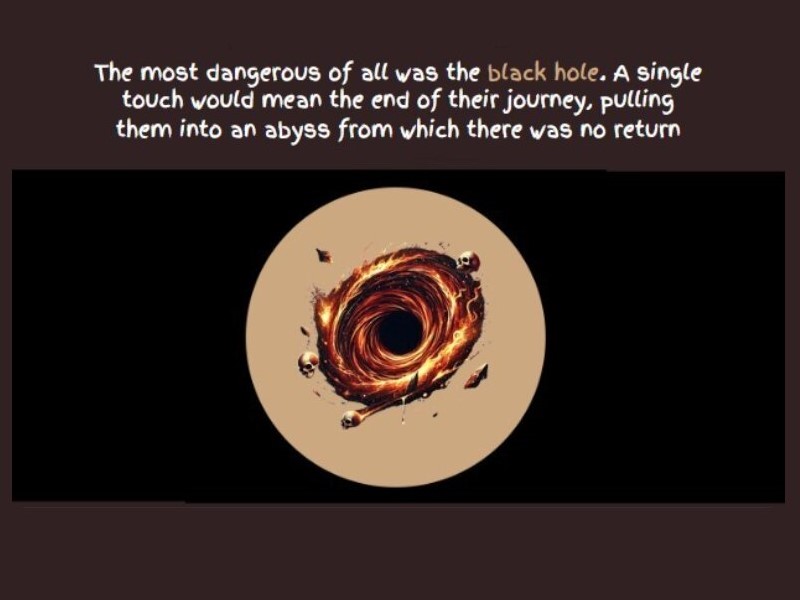 The most dangerous of all was the black hole. A single
touch would mean the end of their journey, pulling
them into an abyss from which there was no return